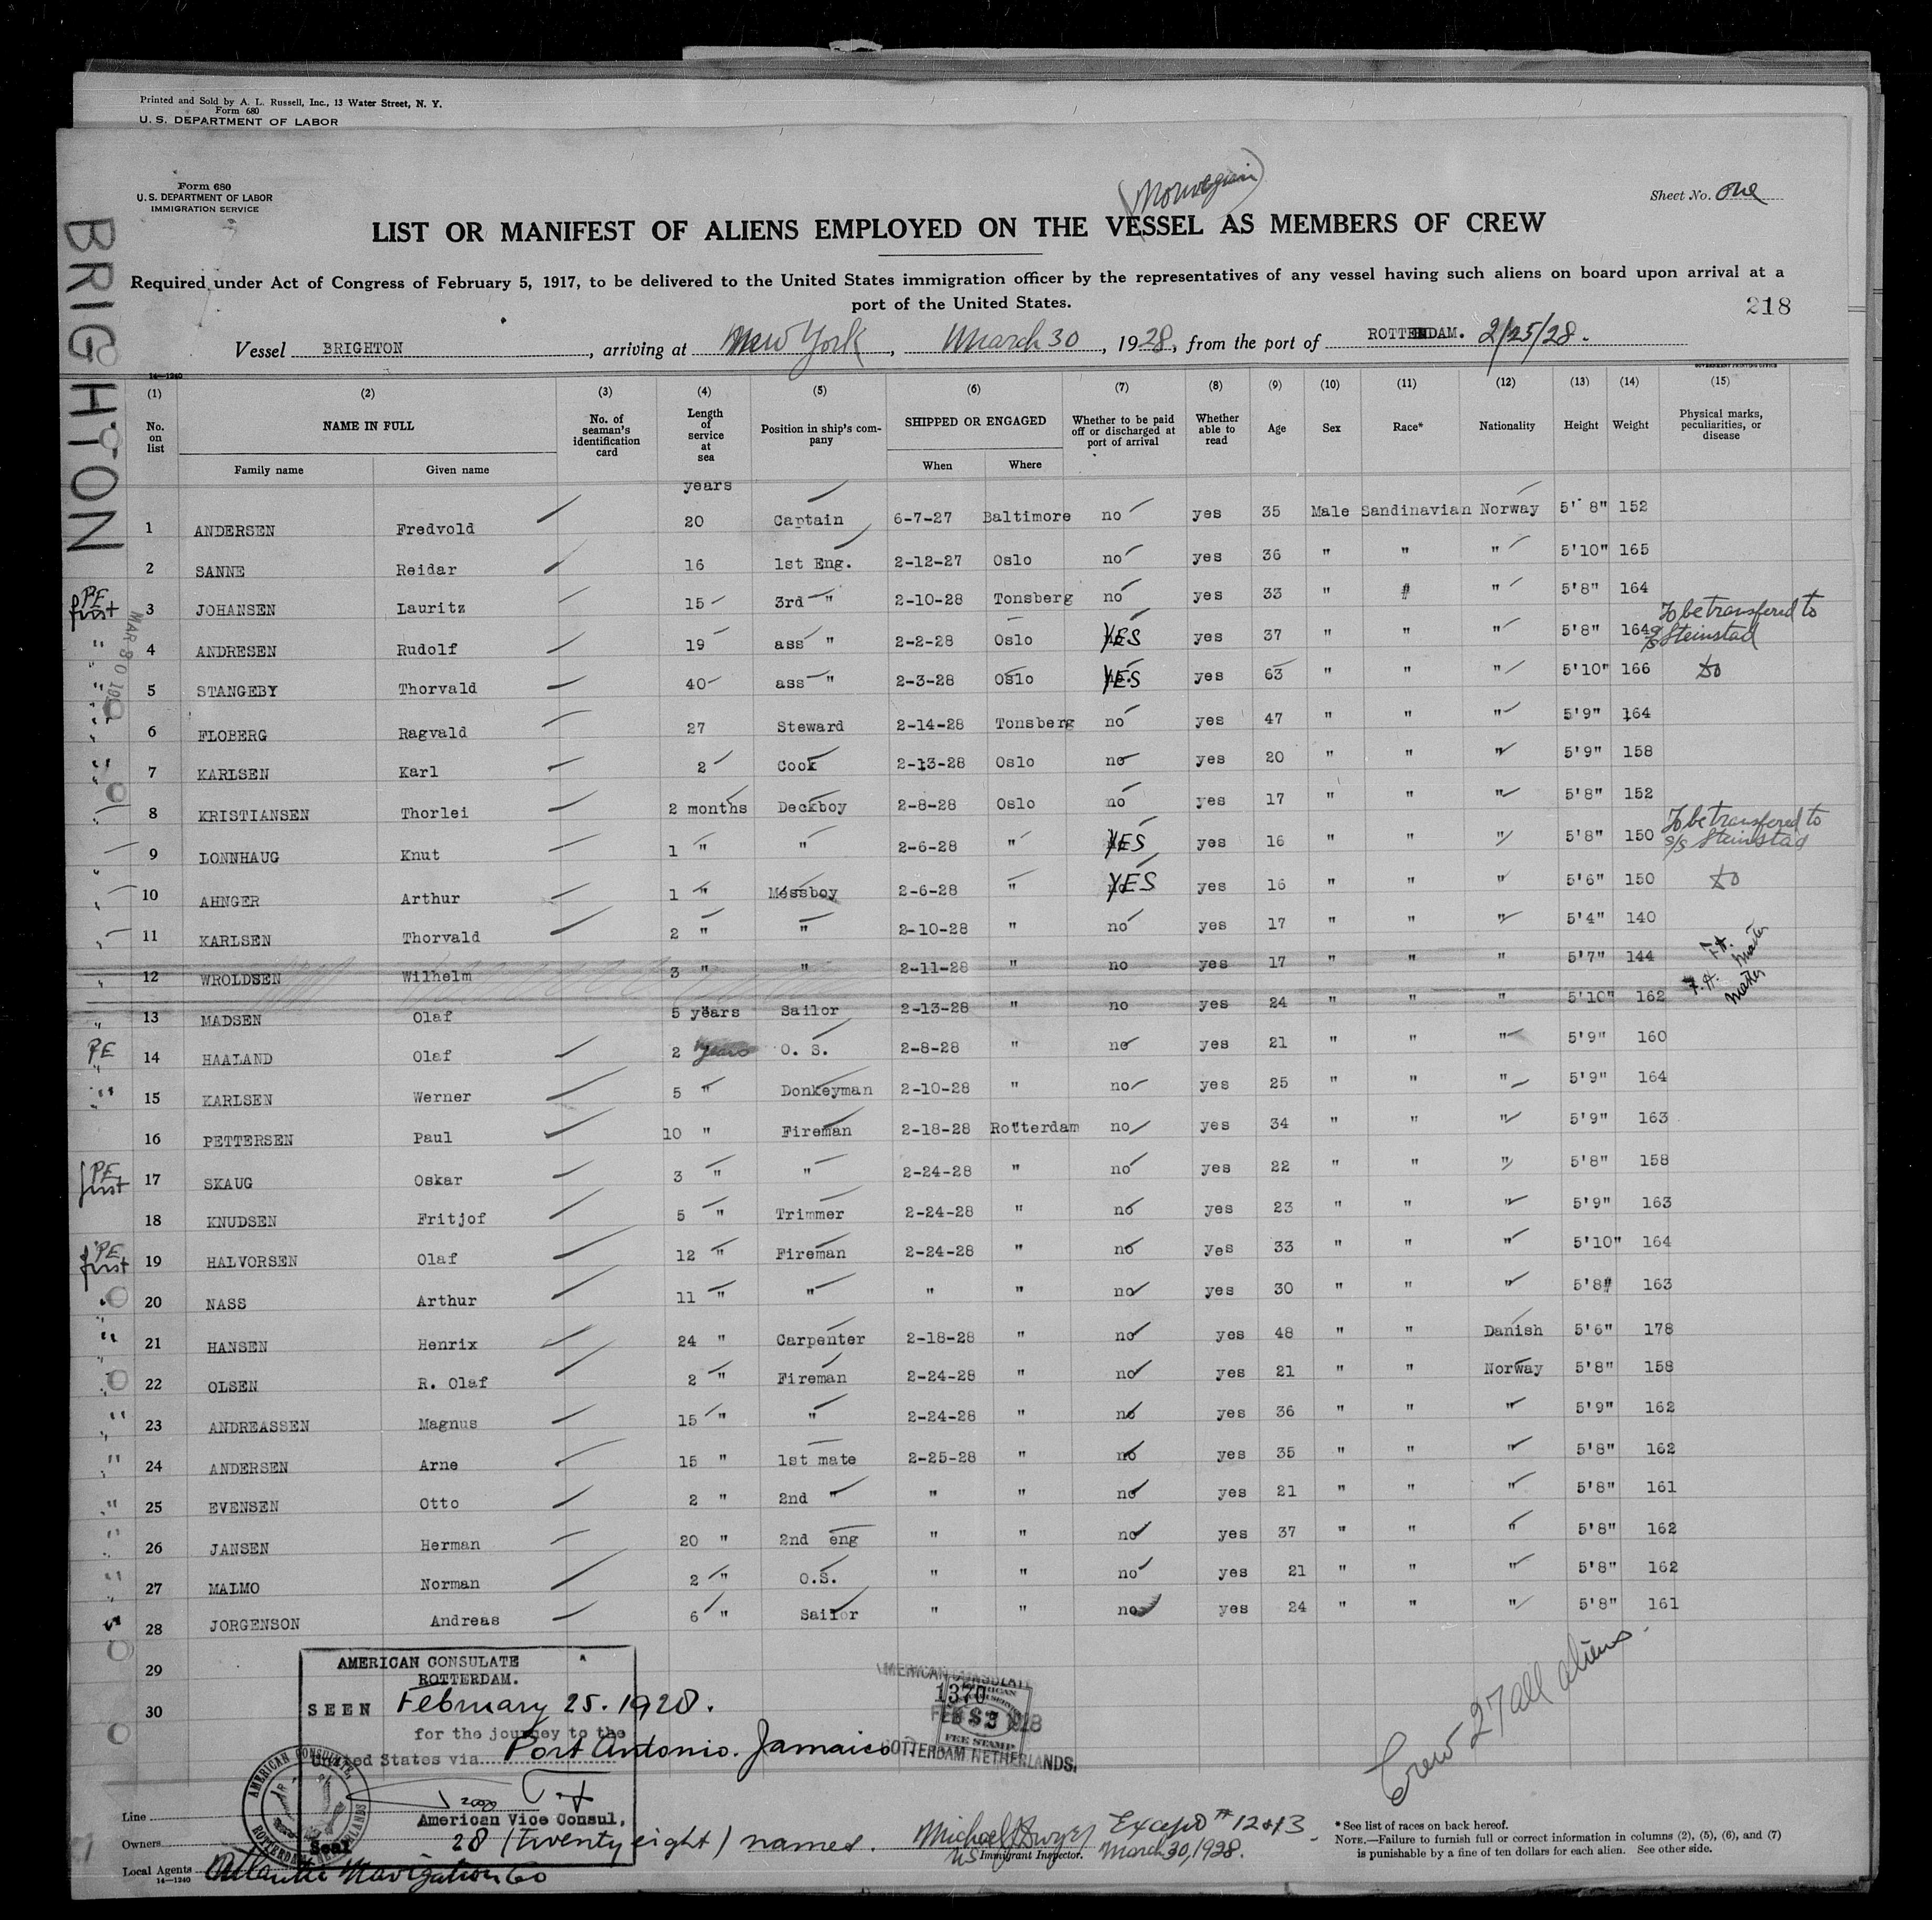 Printed and Sold by A. L. Russell, Inc., 13 Water Street, N. Y.
Form 680
U. S. DEPARTMENT OF LABOR
Form 680
U. S. DEPARTMENT OF LABOR
IMMIGRATION SERVICE
(Norwegian)
Sheet No. One
LIST OR MANIFEST OF ALIENS EMPLOYED ON THE VESSEL AS MEMBERS OF CREW
Required under Act of Congress of February 5, 1917, to be delivered to the United States immigration officer by the representatives of any vessel having such aliens on board upon arrival at a
port of the United States.
218
BRIGHTON
Vessel BRIGHTON, arriving at New York, March 30, 1928, from the port of ROTTERDAM. 2/25/28.
14—1240
GOVERNMENT PRINTING OFFICE
(1) (2) (3) (4) (5) (6) (7) (8) (9) (10) (11) (12) (13) (14) (15)
No. on list NAME IN FULL No. of seaman's identification card Length of service at sea Position in ship's company SHIPPED OR ENGAGED Whether to be paid off or discharged at port of arrival Whether able to read Age Sex Race* Nationality Height Weight Physical marks, peculiarities, or disease
Family name Given name When Where
years
1 ANDERSEN Fredvold 20 Captain 6-7-27 Baltimore no yes 35 Male Sandinavian Norway 5' 8" 152
2 SANNE Reidar 16 1st Eng. 2-12-27 Oslo no yes 36 " " " 5'10" 165
PE first 3 JOHANSEN Lauritz 15 3rd " 2-10-28 Tonsberg no yes 33 " " " 5'8" 164
" 4 ANDRESEN Rudolf 19 ass " 2-2-28 Oslo YES yes 37 " " " 5'8" 164 To be transfered to s/s Steinstad
" 5 STANGEBY Thorvald 40 ass " 2-3-28 Oslo YES yes 63 " " " 5'10" 166 do
" 6 FLOBERG Ragvald 27 Steward 2-14-28 Tonsberg no yes 47 " " " 5'9" 164
" 7 KARLSEN Karl 2 Cook 2-13-28 Oslo no yes 20 " " " 5'9" 158
8 KRISTIANSEN Thorlei 2 months Deckboy 2-8-28 Oslo no yes 17 " " " 5'8" 152
9 LONNHAUG Knut 1 " " 2-6-28 " YES yes 16 " " " 5'8" 150 To be transfered to s/s Steinstad
10 AHNGER Arthur 1 " Messboy 2-6-28 " YES yes 16 " " " 5'6" 150 do
11 KARLSEN Thorvald 2 " " 2-10-28 " no yes 17 " " " 5'4" 140
12 WROLDSEN Wilhelm 3 " " 2-11-28 " no yes 17 " " " 5'7" 144
13 MADSEN Olaf 5 years Sailor 2-13-28 " no yes 24 " " " 5'10" 162
PE 14 HAALAND Olaf 2 years O. S. 2-8-28 " no yes 21 " " " 5'9" 160
" 15 KARLSEN Werner 5 " Donkeyman 2-10-28 " no yes 25 " " " 5'9" 164
16 PETTERSEN Paul 10 " Fireman 2-18-28 Rotterdam no yes 34 " " " 5'9" 163
PE first 17 SKAUG Oskar 3 " " 2-24-28 " no yes 22 " " " 5'8" 158
18 KNUDSEN Fritjof 5 " Trimmer 2-24-28 " no yes 23 " " " 5'9" 163
PE first 19 HALVORSEN Olaf 12 " Fireman 2-24-28 " no yes 33 " " " 5'10" 164
20 NASS Arthur 11 " " " " no yes 30 " " " 5'8" 163
" 21 HANSEN Henrix 24 " Carpenter 2-18-28 " no yes 48 " " Danish 5'6" 178
22 OLSEN R. Olaf 2 " Fireman 2-24-28 " no yes 21 " " Norway 5'8" 158
" 23 ANDREASSEN Magnus 15 " " 2-24-28 " no yes 36 " " " 5'9" 162
" 24 ANDERSEN Arne 15 " 1st mate 2-25-28 " no yes 35 " " " 5'8" 162
" 25 EVENSEN Otto 2 " 2nd " " " no yes 21 " " " 5'8" 161
" 26 JANSEN Herman 20 " 2nd eng " " no yes 37 " " " 5'8" 162
" 27 MALMO Norman 2 " O.S. " " no yes 21 " " " 5'8" 162
" 28 JORGENSON Andreas 6 " Sailor " " no yes 24 " " " 5'8" 161
29
30
AMERICAN CONSULATE
ROTTERDAM.
SEEN February 25. 1928.
for the journey to the
United States via Port Antonio. Jamaica
American Vice Consul,
Seal
28 (twenty eight) names.
AMERICAN CONSULATE
1370
FEE STAMP
ROTTERDAM NETHERLANDS.
Crew 27 all aliens.
Line
Owners
Local Agents Atlantic Navigation Co
14—1240
Michael J Dwyer Except # 12 & 13
US Immigrant Inspector. March 30, 1928.
* See list of races on back hereof.
NOTE.—Failure to furnish full or correct information in columns (2), (5), (6), and (7)
is punishable by a fine of ten dollars for each alien. See other side.